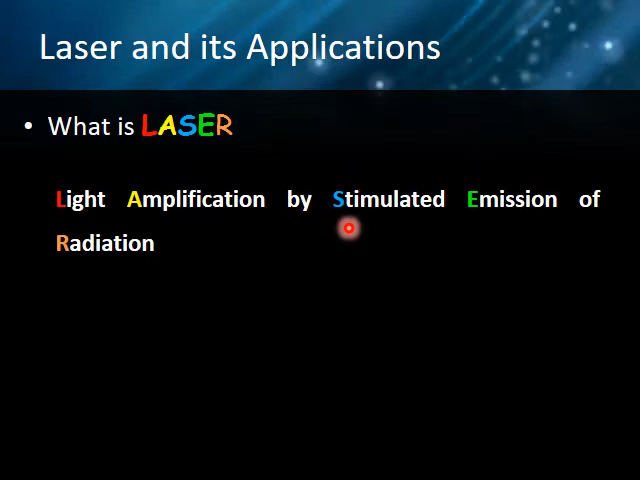 Laser and its Applications
• What is LASER
Light Amplification by Stimulated Emission of
Radiation